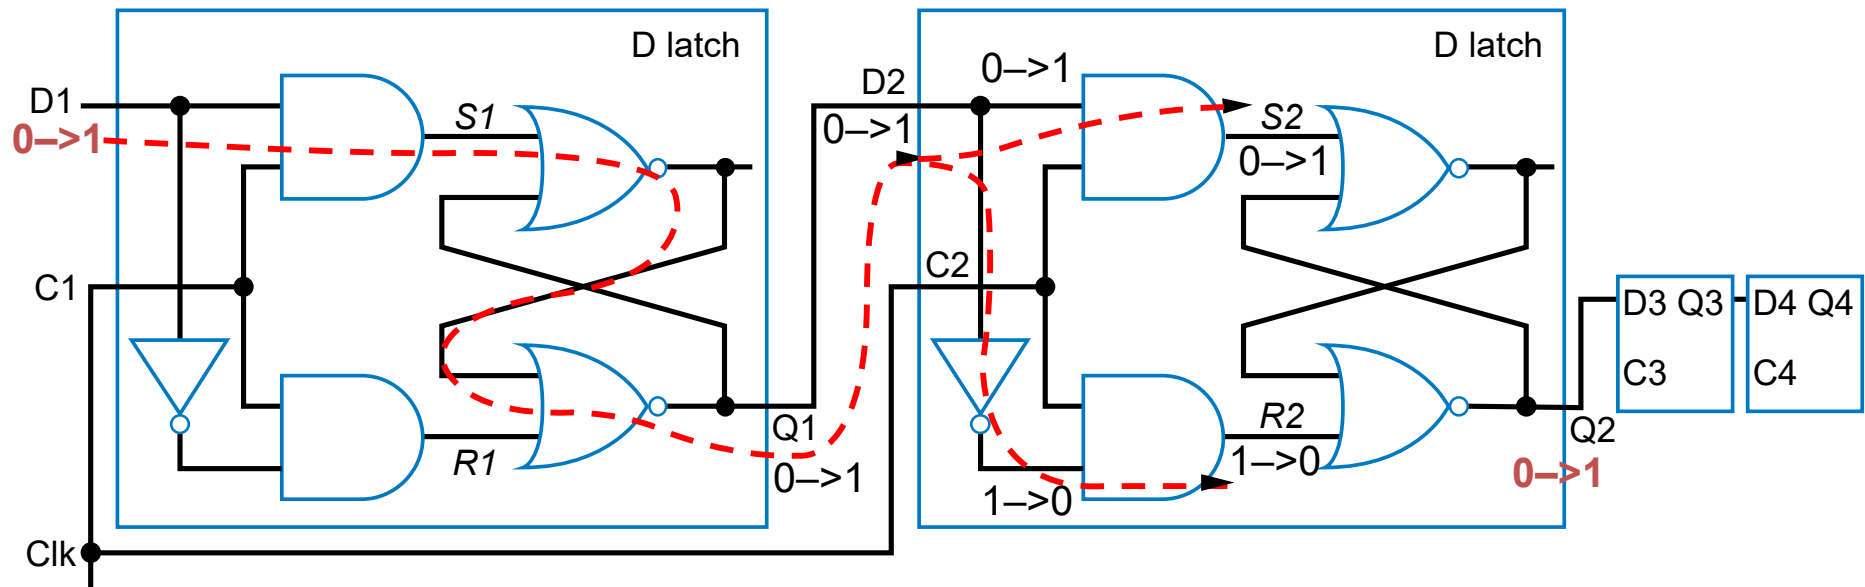 D latch
D1
0–>1
S1
R1
C1
Clk
Q1
0–>1
D latch
D2
0–>1
0–>1
S2
0–>1
C2
R2
1–>0
1–>0
Q2
0–>1
D3 Q3
C3
D4 Q4
C4